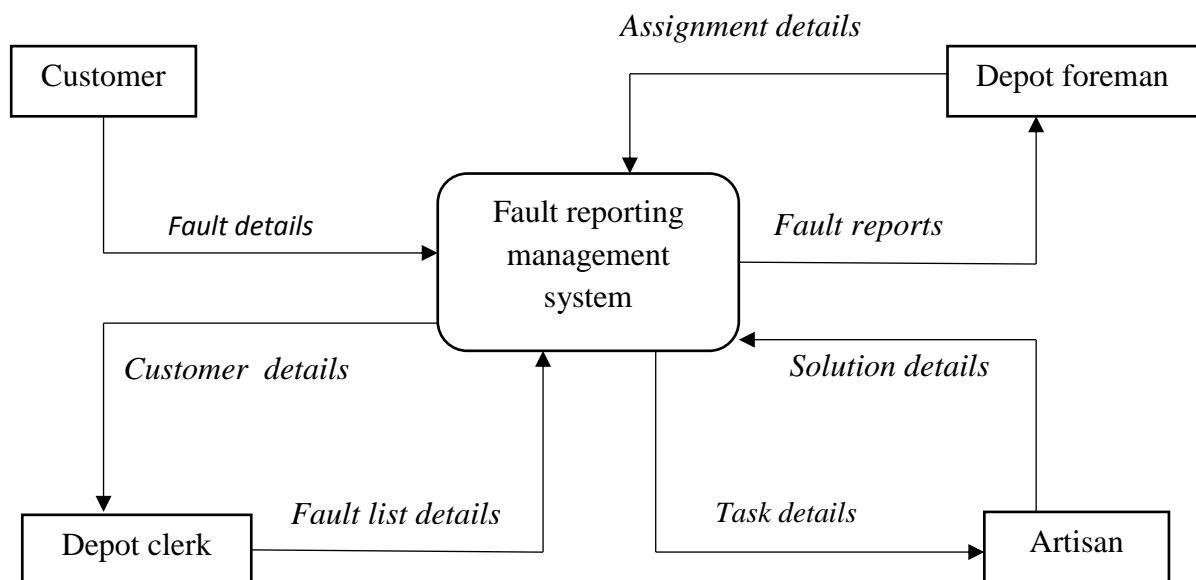 Assignment details
Customer
Depot foreman
Fault reporting
management
system
Fault details
Fault reports
Customer  details
Solution details
Fault list details
Task details
Depot clerk
Artisan